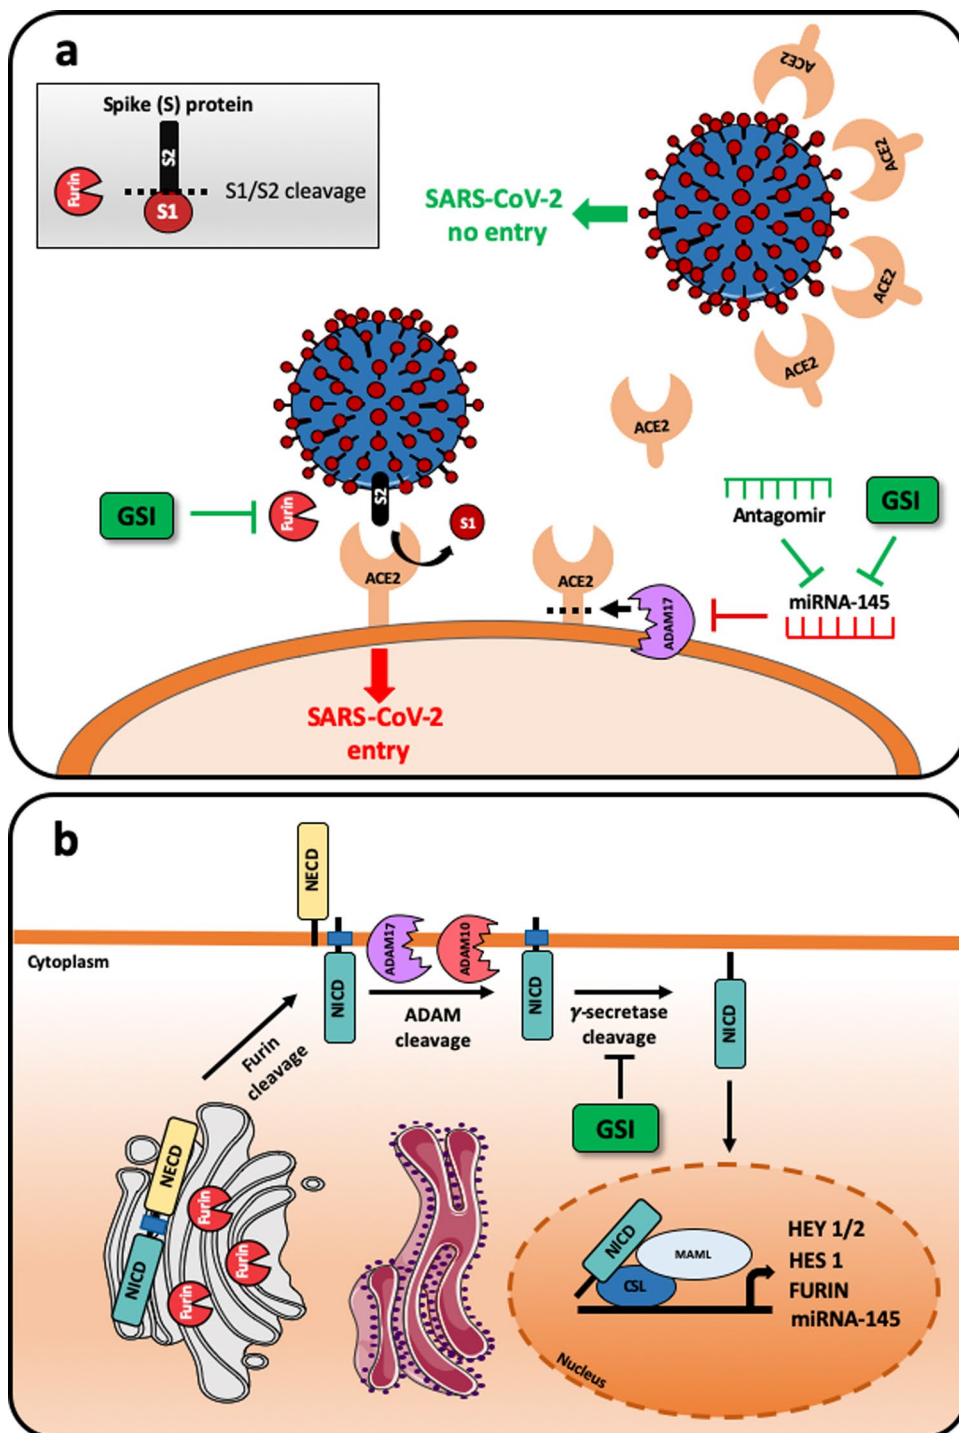 a
Spike (S) protein
S2
Furin
S1/S2 cleavage
S1
SARS-CoV-2
no entry
ACE2
ACE2
ACE2
ACE2
ACE2
GSI
Furin
S2
S1
ACE2
ACE2
ADAM17
Antagomir
GSI
miRNA-145
SARS-CoV-2
entry
b
NECD
Cytoplasm
NICD
ADAM17
ADAM10
NICD
NICD
ADAM
cleavage
γ-secretase
cleavage
Furin
cleavage
GSI
NECD
NICD
Furin
Furin
Furin
NICD
MAML
CSL
HEY 1/2
HES 1
FURIN
miRNA-145
Nucleus